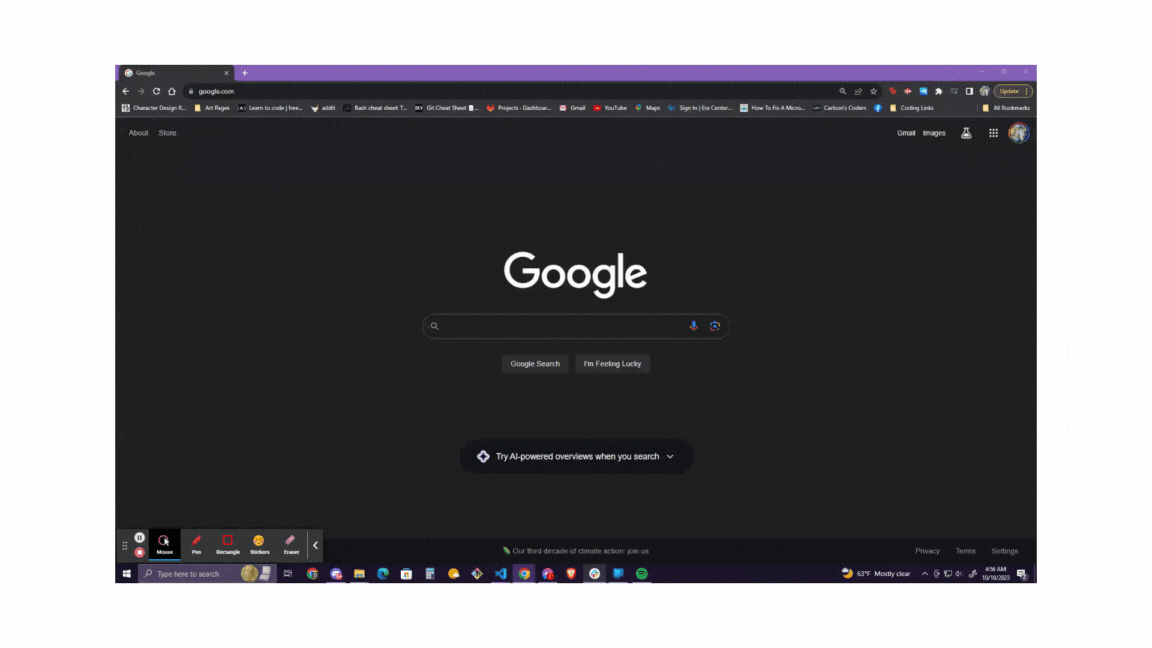 Google
google.com
Update
Character Design R...
Art Pages
Learn to code | free...
addit
Bash cheat sheet: T...
DEV
Git Cheat Sheet
Projects - Dashboar...
Gmail
YouTube
Maps
Sign In | Era Center...
How To Fix A Micro...
Carlson's Coders
Coding Links
All Bookmarks
About
Store
Gmail
Images
Google
Google Search
I'm Feeling Lucky
Try AI-powered overviews when you search
Mouse
Pen
Rectangle
Stickers
Eraser
Our third decade of climate action: join us
Privacy
Terms
Settings
Type here to search
63°F Mostly clear
4:56 AM
10/10/2023